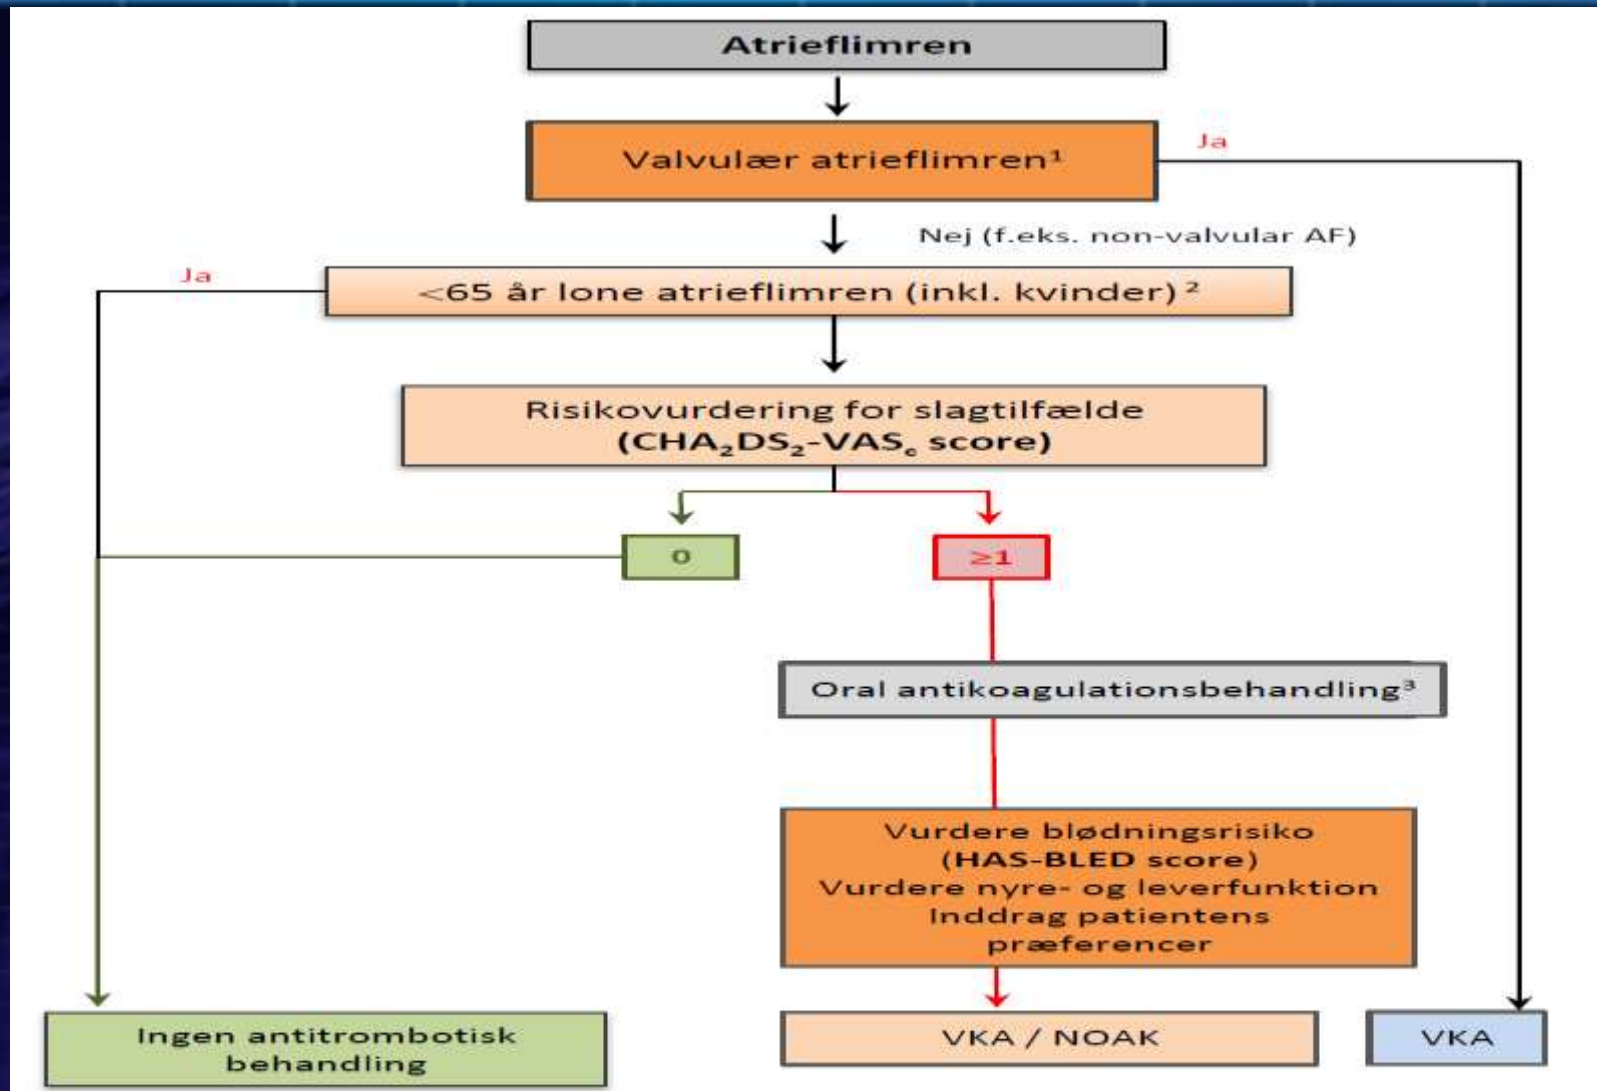 Atrieflimren
Valvulær atrieflimren¹
Ja
Nej (f.eks. non-valvular AF)
Ja
<65 år lone atrieflimren (inkl. kvinder) ²
Risikovurdering for slagtilfælde
(CHA₂DS₂-VASc score)
0
≥1
Oral antikoagulationsbehandling³
Vurdere blødningsrisiko
(HAS-BLED score)
Vurdere nyre- og leverfunktion
Inddrag patientens
præferencer
Ingen antitrombotisk
behandling
VKA / NOAK
VKA